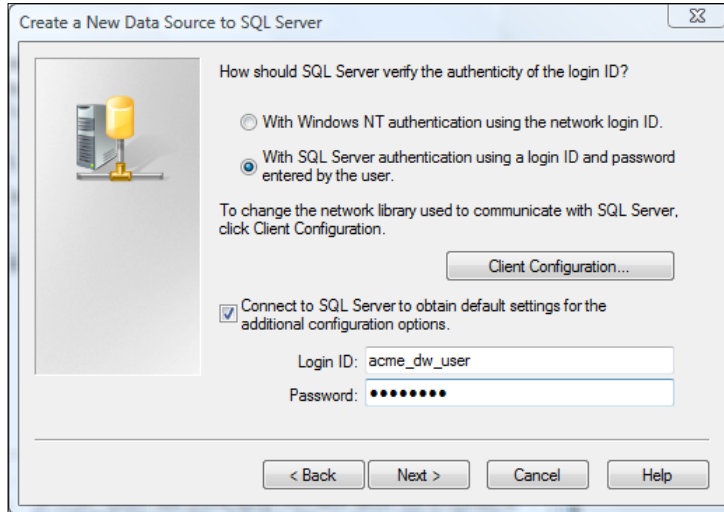 Create a New Data Source to SQL Server
How should SQL Server verify the authenticity of the login ID?
With Windows NT authentication using the network login ID.
With SQL Server authentication using a login ID and password
entered by the user.
To change the network library used to communicate with SQL Server,
click Client Configuration.
Client Configuration...
Connect to SQL Server to obtain default settings for the
additional configuration options.
Login ID: acme_dw_user
Password: ●●●●●●●●
< Back Next > Cancel Help